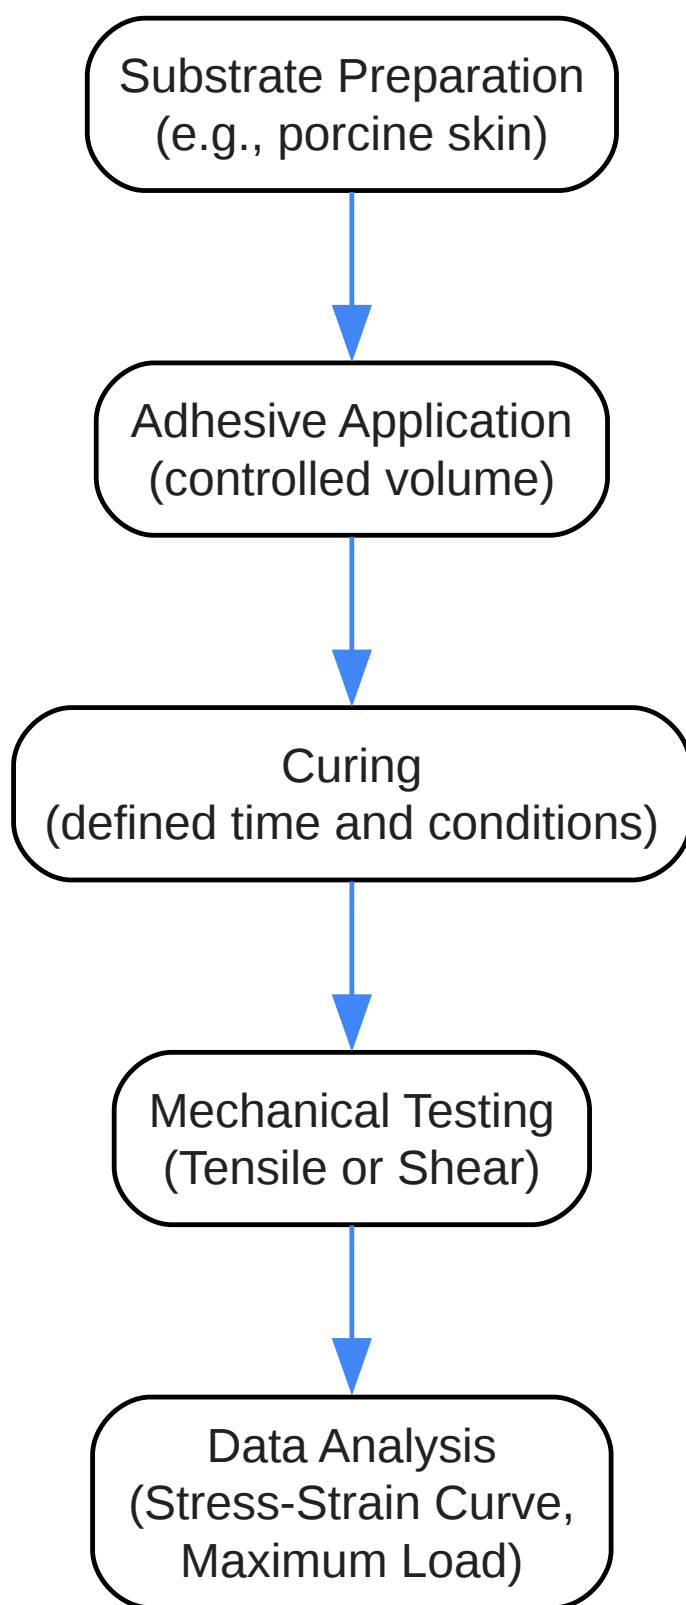 Substrate Preparation
(e.g., porcine skin)
Adhesive Application
(controlled volume)
Curing
(defined time and conditions)
Mechanical Testing
(Tensile or Shear)
Data Analysis
(Stress-Strain Curve,
Maximum Load)